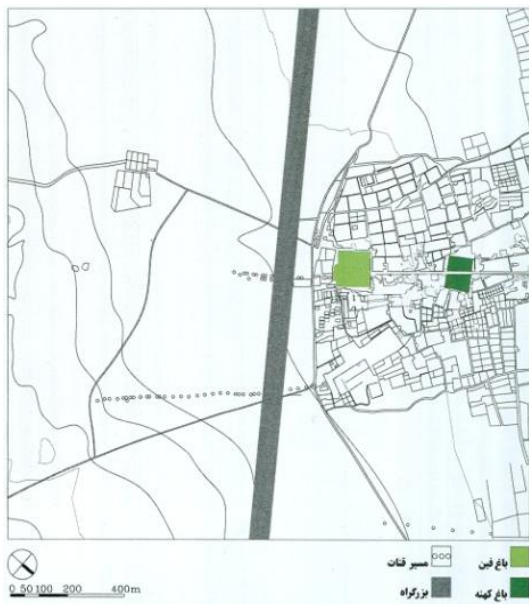 باغ فین
مسیر قنات
باغ کهنه
بزرگراه
0 50 100 200 400m